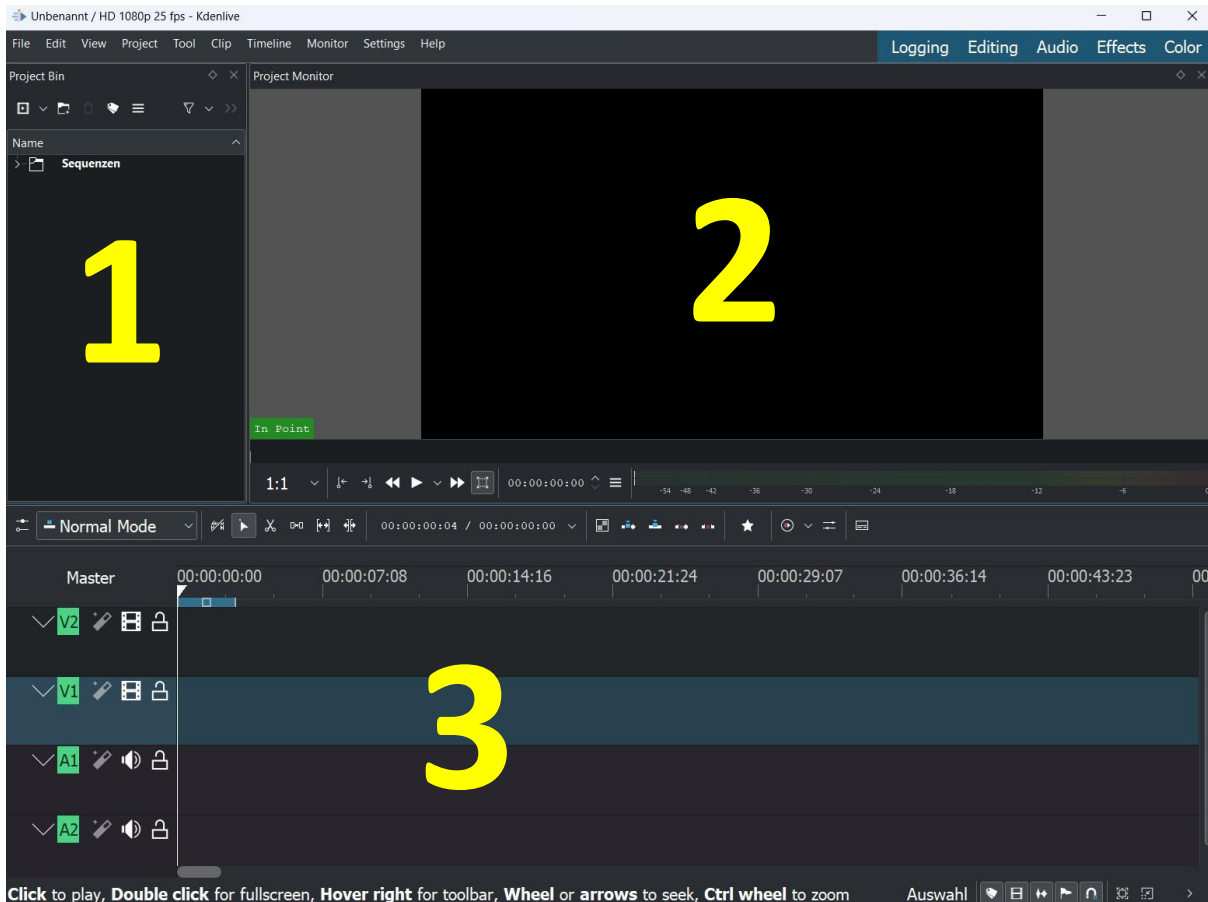 Unbenannt / HD 1080p 25 fps - Kdenlive
File Edit View Project Tool Clip Timeline Monitor Settings Help
Logging Editing Audio Effects Color
Project Bin
Project Monitor
Name
Sequenzen
1
2
In Point
1:1 00:00:00:00
-54 -48 -42 -36 -30 -24 -18 -12 -6 0
Normal Mode 00:00:00:04 / 00:00:00:00
Master 00:00:00:00 00:00:07:08 00:00:14:16 00:00:21:24 00:00:29:07 00:00:36:14 00:00:43:23 00
V2
V1
3
A1
A2
Click to play, Double click for fullscreen, Hover right for toolbar, Wheel or arrows to seek, Ctrl wheel to zoom Auswahl